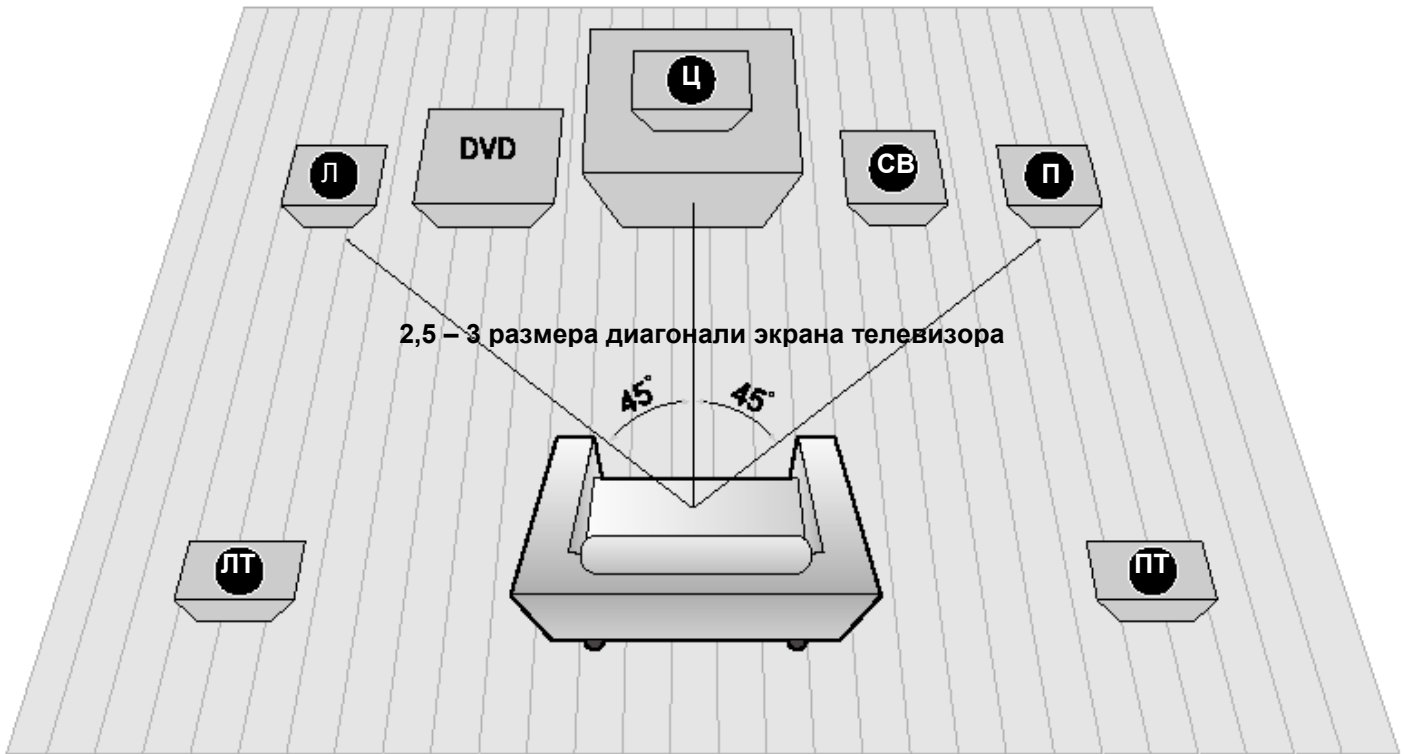 Ц
DVD
Л
СВ
П
2,5 – 3 размера диагонали экрана телевизора
45°
45°
ЛТ
ПТ